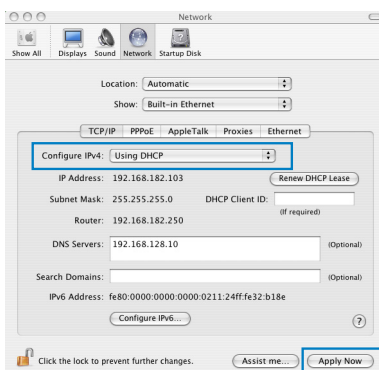 Network
Show All Displays Sound Network Startup Disk
Location: Automatic
Show: Built-in Ethernet
TCP/IP PPPoE AppleTalk Proxies Ethernet
Configure IPv4: Using DHCP
IP Address: 192.168.182.103 Renew DHCP Lease
Subnet Mask: 255.255.255.0 DHCP Client ID:
(If required)
Router: 192.168.182.250
DNS Servers: 192.168.128.10 (Optional)
Search Domains: (Optional)
IPv6 Address: fe80:0000:0000:0000:0211:24ff:fe32:b18e
Configure IPv6... ?
Click the lock to prevent further changes. Assist me... Apply Now